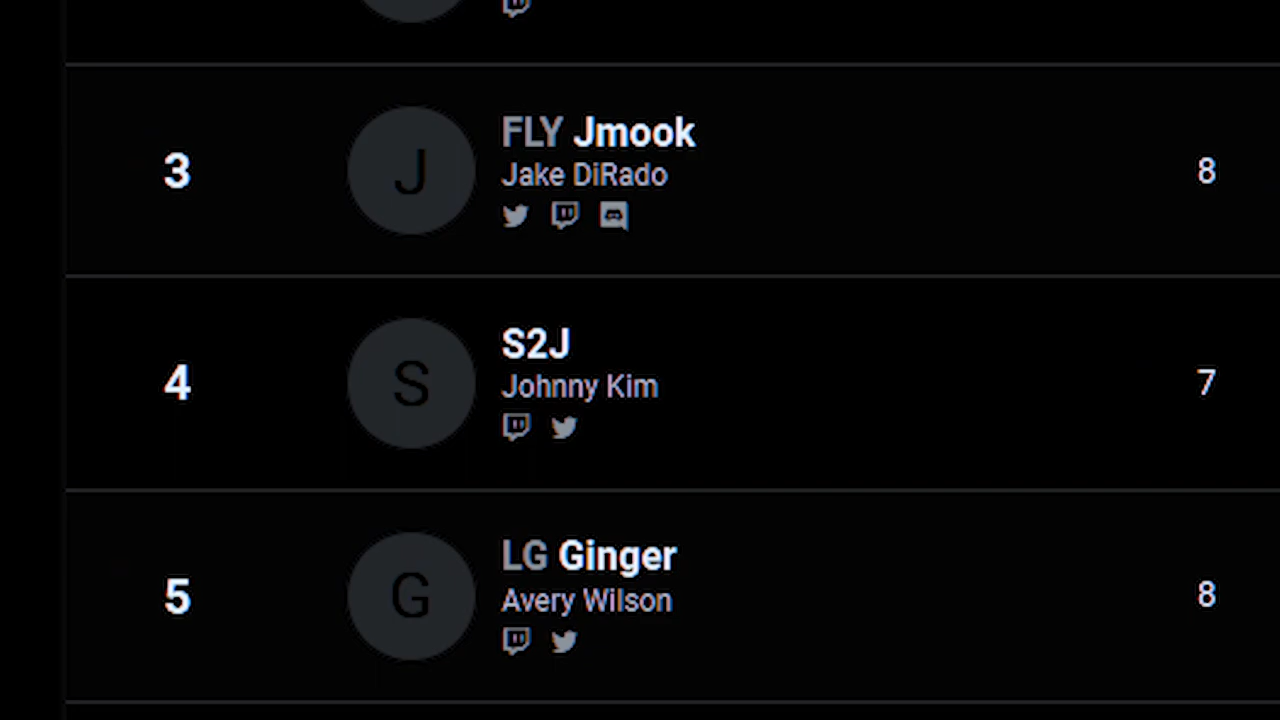 3
J
FLY Jmook
Jake DiRado
8
4
S
S2J
Johnny Kim
7
5
G
LG Ginger
Avery Wilson
8